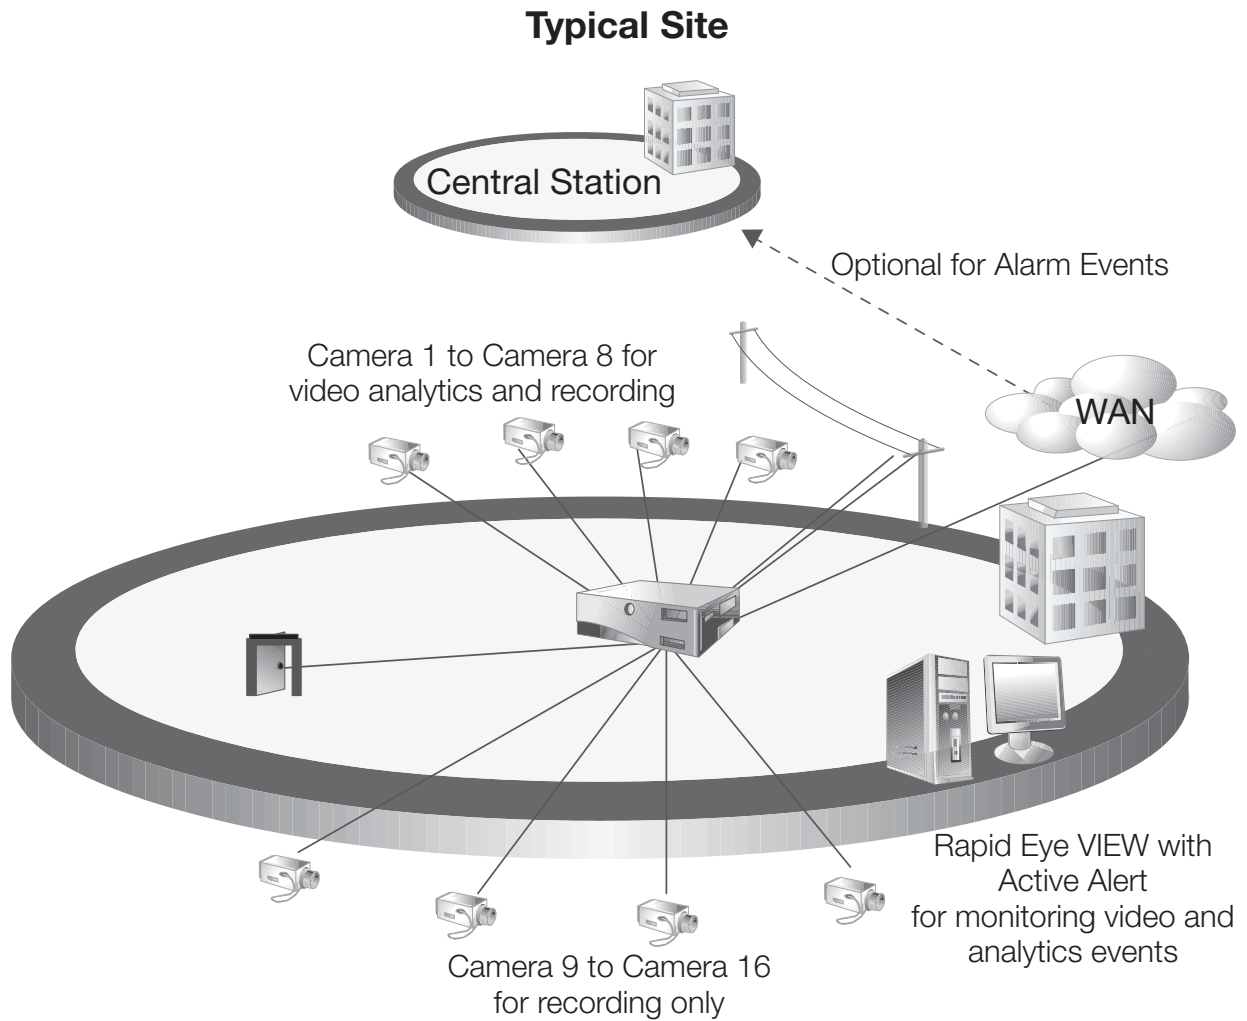 Typical Site
Central Station
Optional for Alarm Events
Camera 1 to Camera 8 for
video analytics and recording
WAN
Rapid Eye VIEW with
Active Alert
for monitoring video and
analytics events
Camera 9 to Camera 16
for recording only